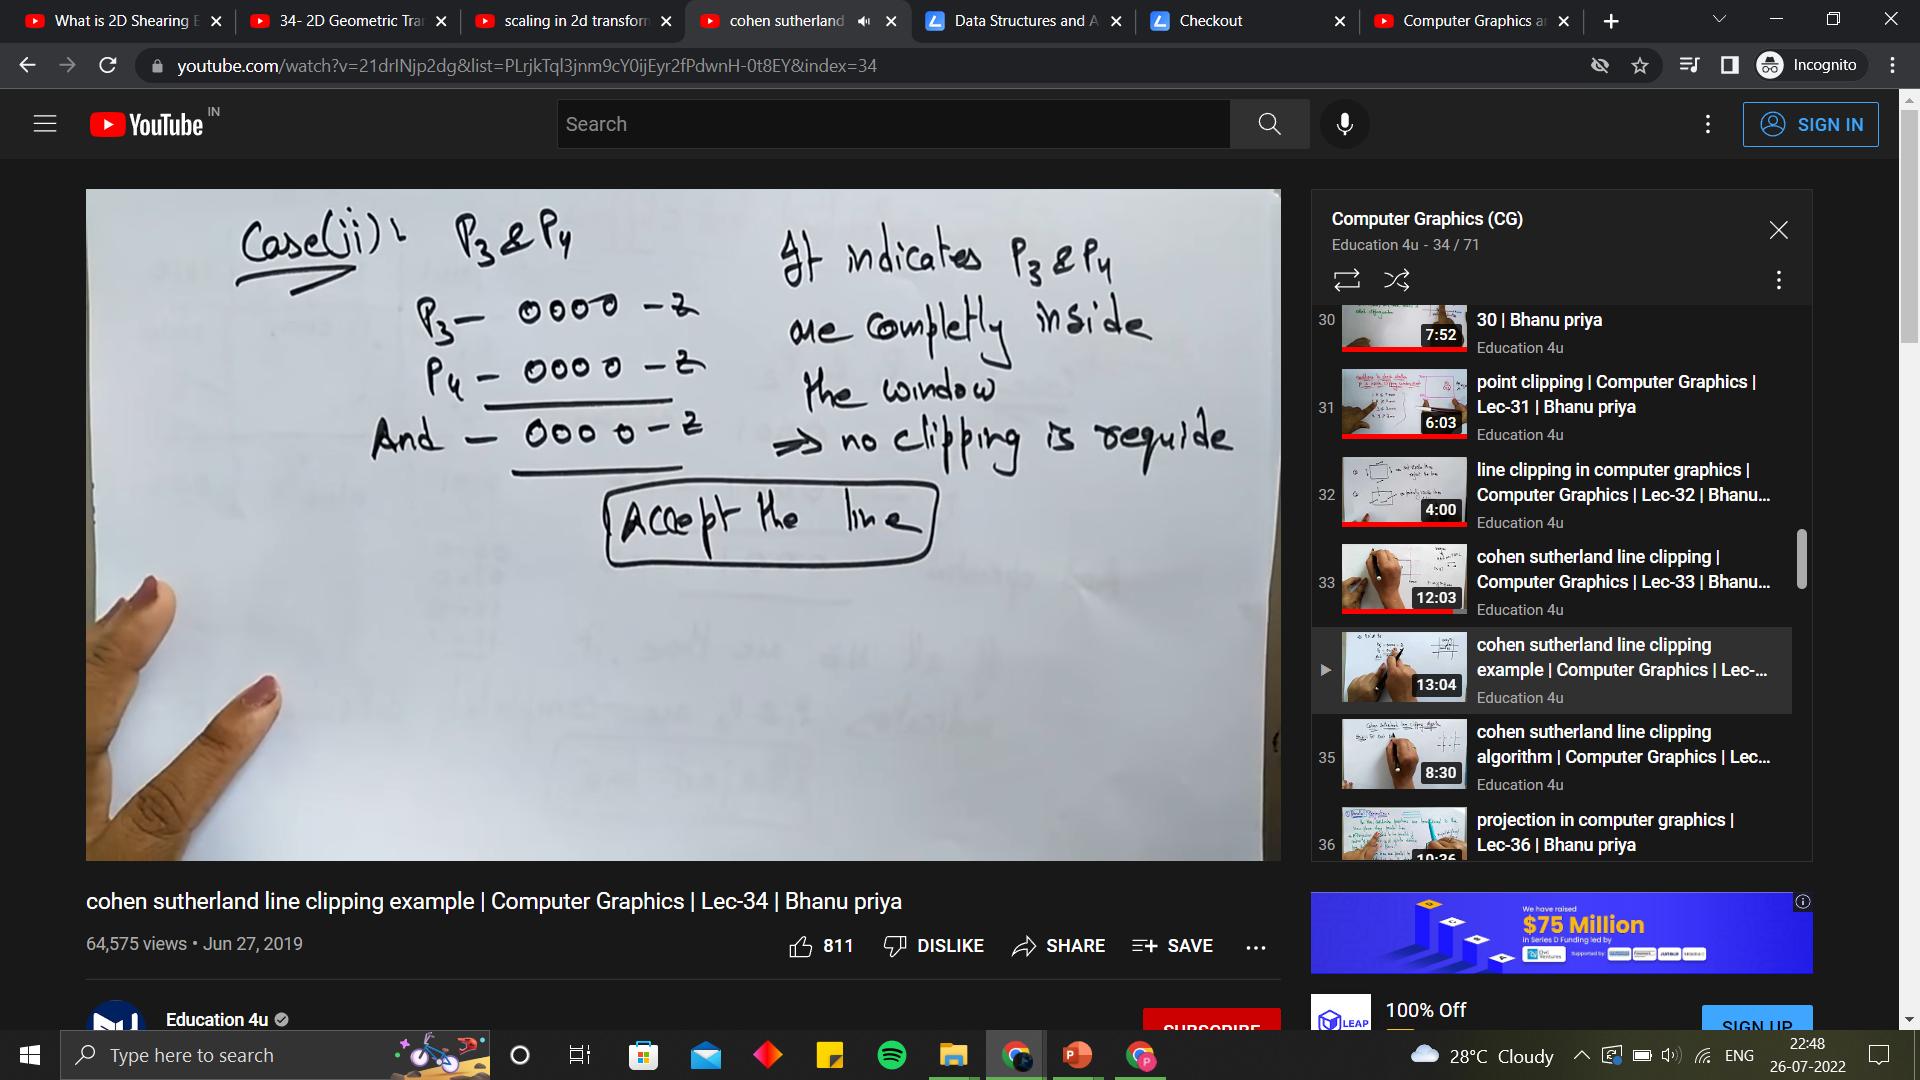 What is 2D Shearing
34- 2D Geometric Tra
scaling in 2d transforn
cohen sutherland
Data Structures and A
Checkout
Computer Graphics a
youtube.com/watch?v=21drlNjp2dg&list=PLrjkTql3jnm9cY0ijEyr2fPdwnH-0t8EY&index=34
Incognito
YouTube IN
Search
SIGN IN
Case(ii): P3 & P4
P3 — 0000 - Z
P4 — 0000 - Z
And — 0000 - Z
It indicates P3 & P4
are completly inside
the window
⇒ no clipping is requide
Accept the line
Computer Graphics (CG)
Education 4u - 34 / 71
30
7:52
30 | Bhanu priya
Education 4u
31
6:03
point clipping | Computer Graphics |
Lec-31 | Bhanu priya
Education 4u
32
4:00
line clipping in computer graphics |
Computer Graphics | Lec-32 | Bhanu...
Education 4u
33
12:03
cohen sutherland line clipping |
Computer Graphics | Lec-33 | Bhanu...
Education 4u
13:04
cohen sutherland line clipping
example | Computer Graphics | Lec-...
Education 4u
35
8:30
cohen sutherland line clipping
algorithm | Computer Graphics | Lec...
Education 4u
36
10:36
projection in computer graphics |
Lec-36 | Bhanu priya
cohen sutherland line clipping example | Computer Graphics | Lec-34 | Bhanu priya
64,575 views • Jun 27, 2019
811
DISLIKE
SHARE
SAVE
We have raised
$75 Million
in Series D Funding led by
Supported by
Education 4u
SUBSCRIBE
LEAP
100% Off
SIGN UP
Type here to search
28°C Cloudy
ENG
22:48
26-07-2022